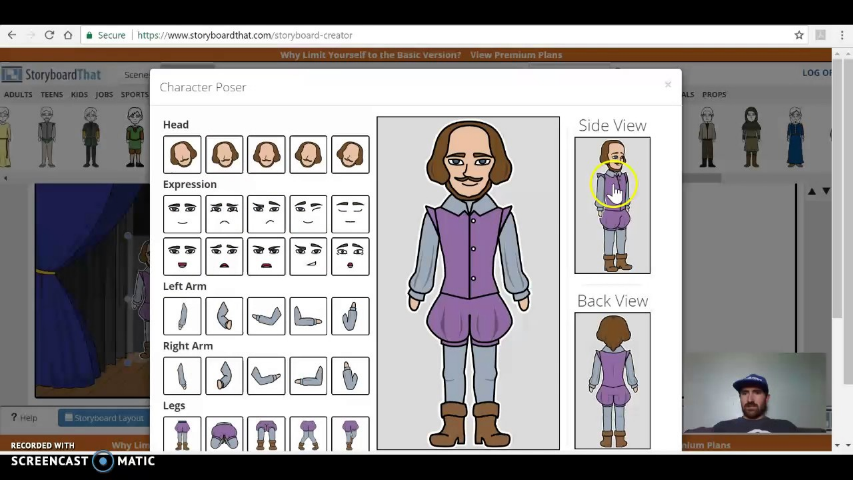 Secure https://www.storyboardthat.com/storyboard-creator
Why Limit Yourself to the Basic Version? View Premium Plans
StoryboardThat Scene
LOG OF
ADULTS TEENS KIDS JOBS SPORTS
ALS PROPS
Character Poser
×
Head
Expression
Left Arm
Right Arm
Legs
Side View
Back View
? Help Storyboard Layout
Why Lim
mium Plans
RECORDED WITH
SCREENCAST MATIC